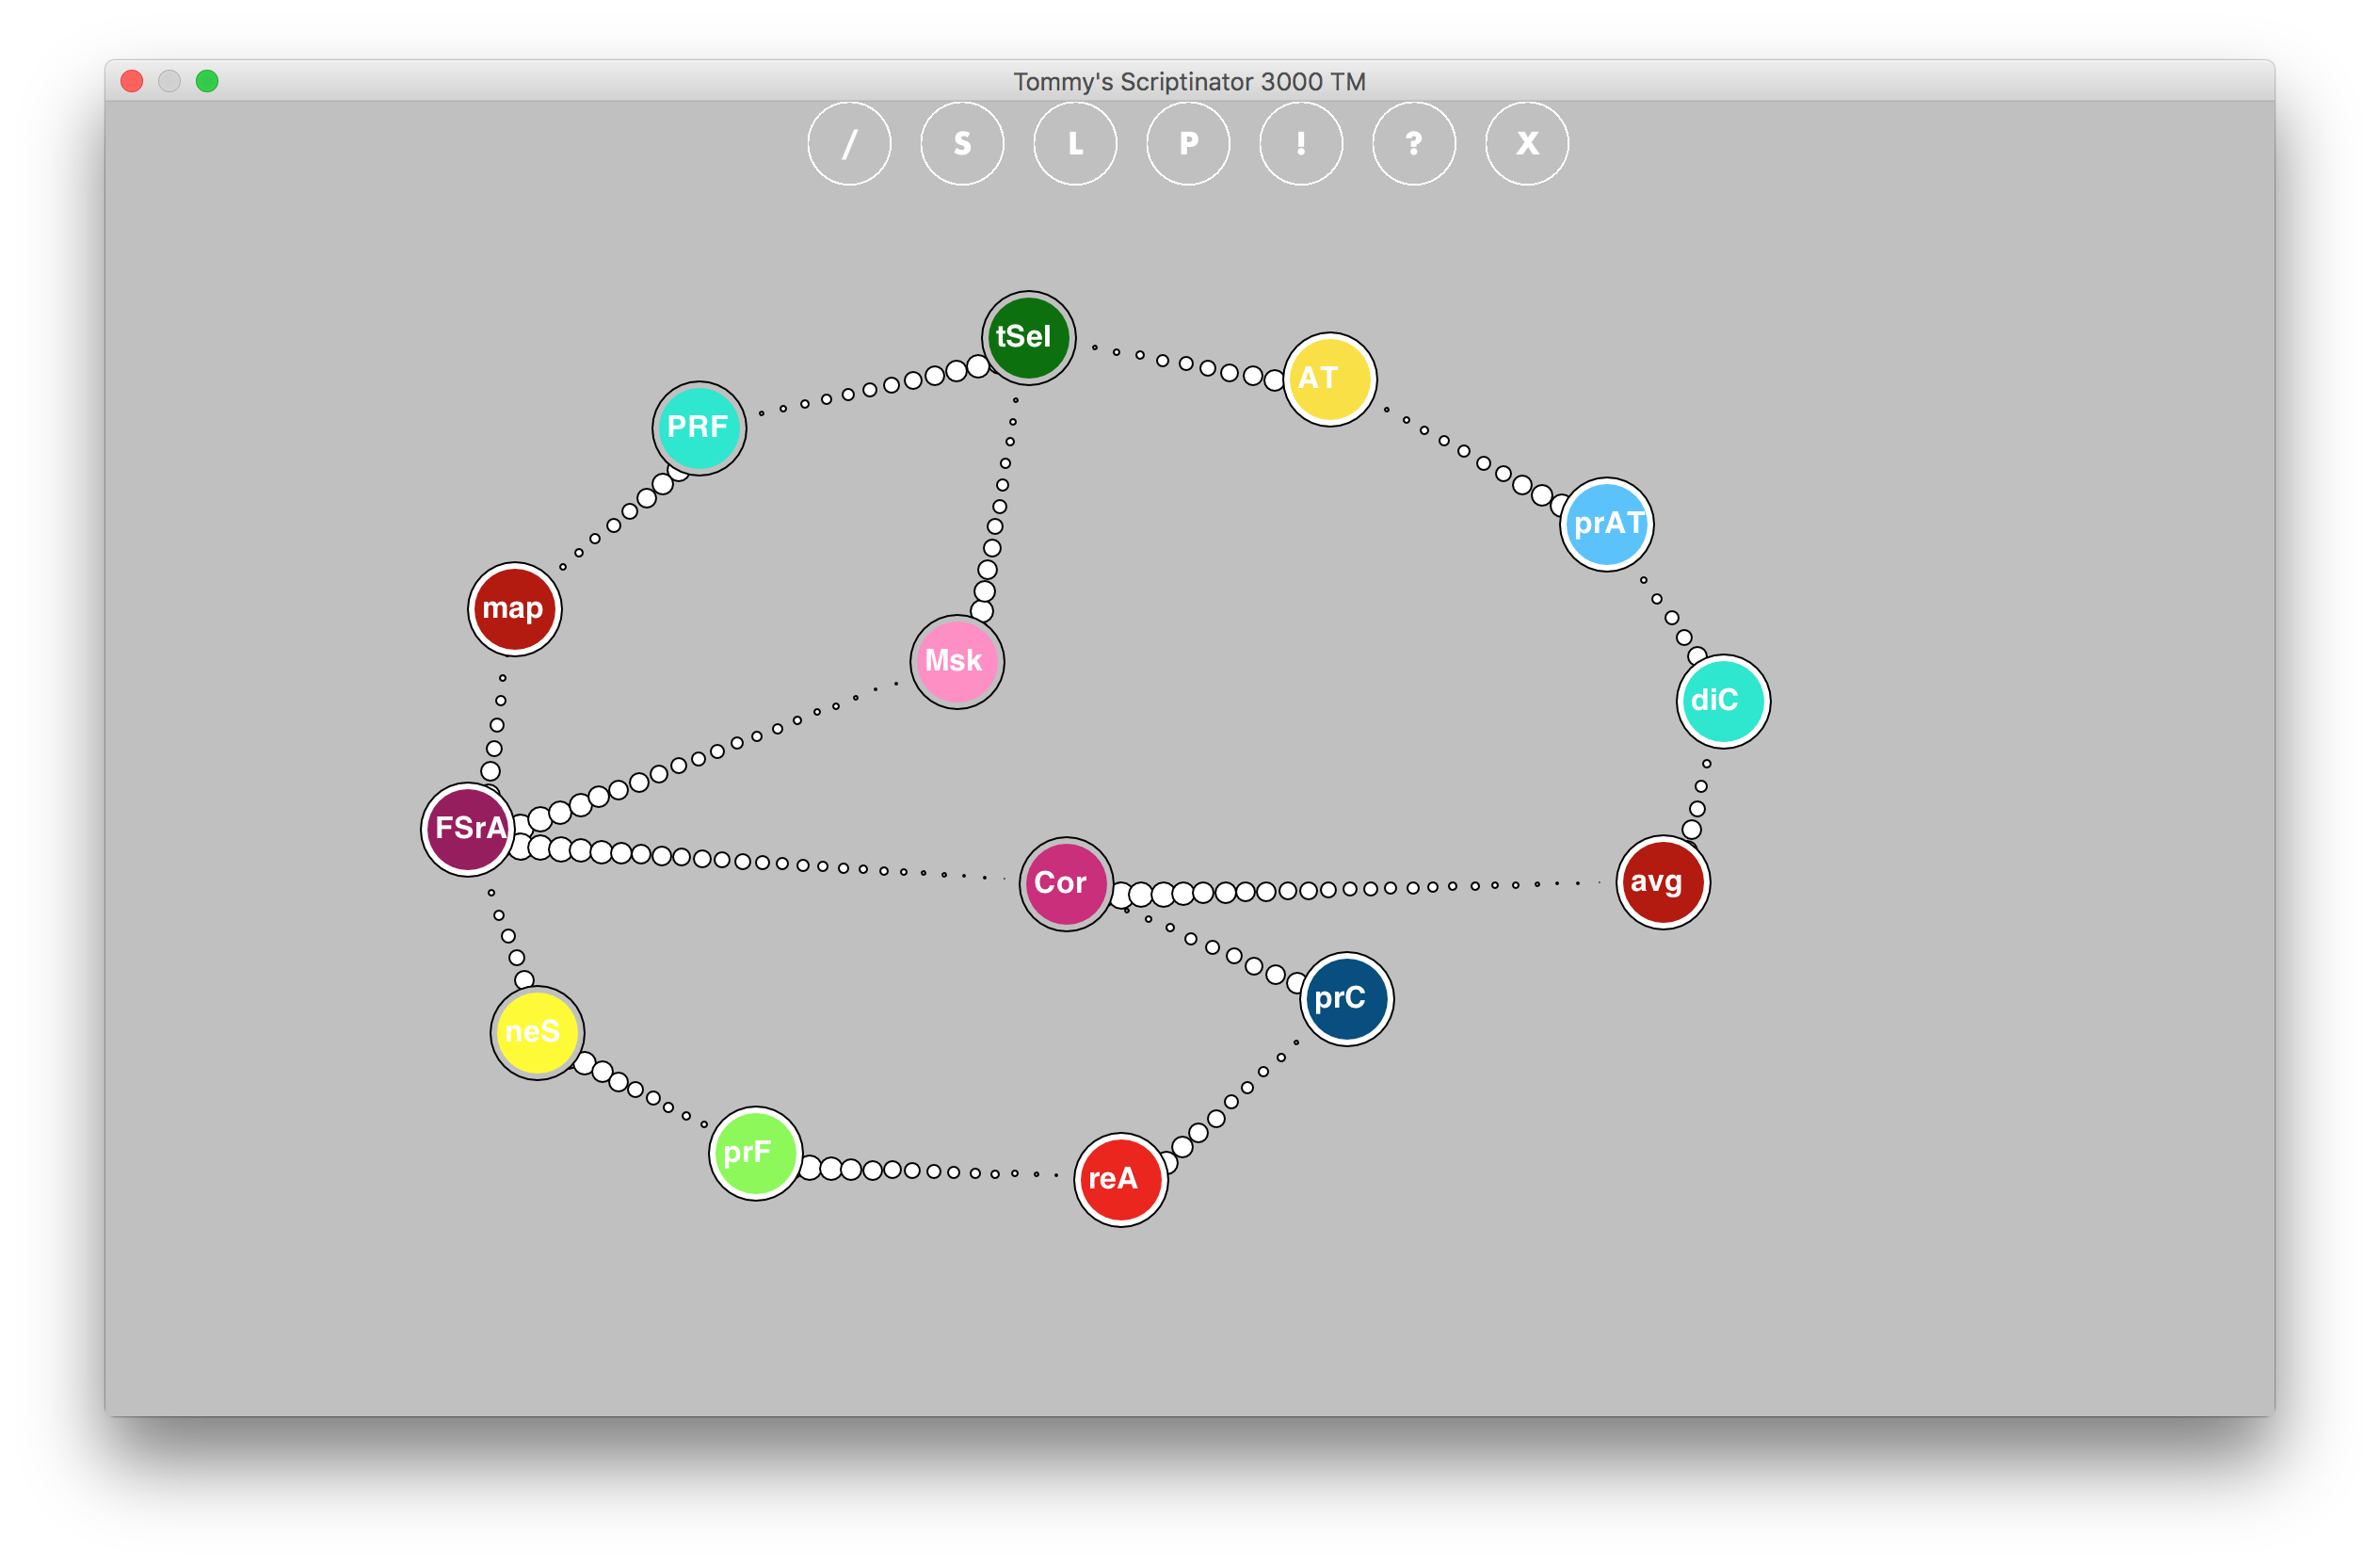 Tommy's Scriptinator 3000 TM
/ S L P ! ? X
tSel
AT
PRF
prAT
map
Msk
diC
FSrA
Cor
avg
prC
neS
prF
reA